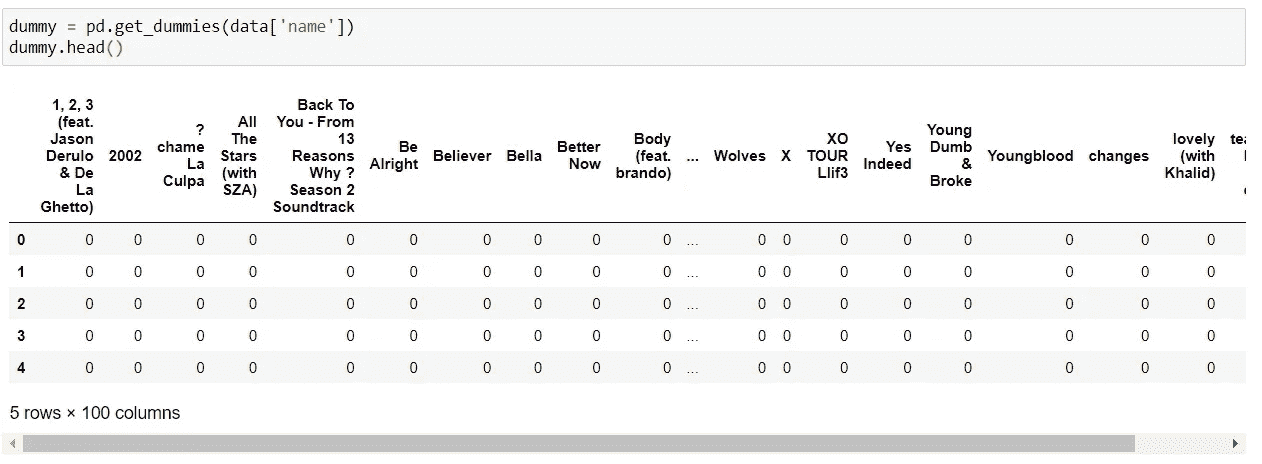 dummy = pd.get_dummies(data['name'])
dummy.head()
1, 2, 3
(feat.
Jason
Derulo
& De
La
Ghetto)
2002
?
chame
La
Culpa
All
The
Stars
(with
SZA)
Back To
You - From
13
Reasons
Why ?
Season 2
Soundtrack
Be
Alright
Believer
Bella
Better
Now
Body
(feat.
brando)
...
Wolves
X
XO
TOUR
Llif3
Yes
Indeed
Young
Dumb
&
Broke
Youngblood
changes
lovely
(with
Khalid)
0 0 0 0 0 0 0 0 0 0 0 ... 0 0 0 0 0 0 0 0
1 0 0 0 0 0 0 0 0 0 0 ... 0 0 0 0 0 0 0 0
2 0 0 0 0 0 0 0 0 0 0 ... 0 0 0 0 0 0 0 0
3 0 0 0 0 0 0 0 0 0 0 ... 0 0 0 0 0 0 0 0
4 0 0 0 0 0 0 0 0 0 0 ... 0 0 0 0 0 0 0 0
5 rows × 100 columns